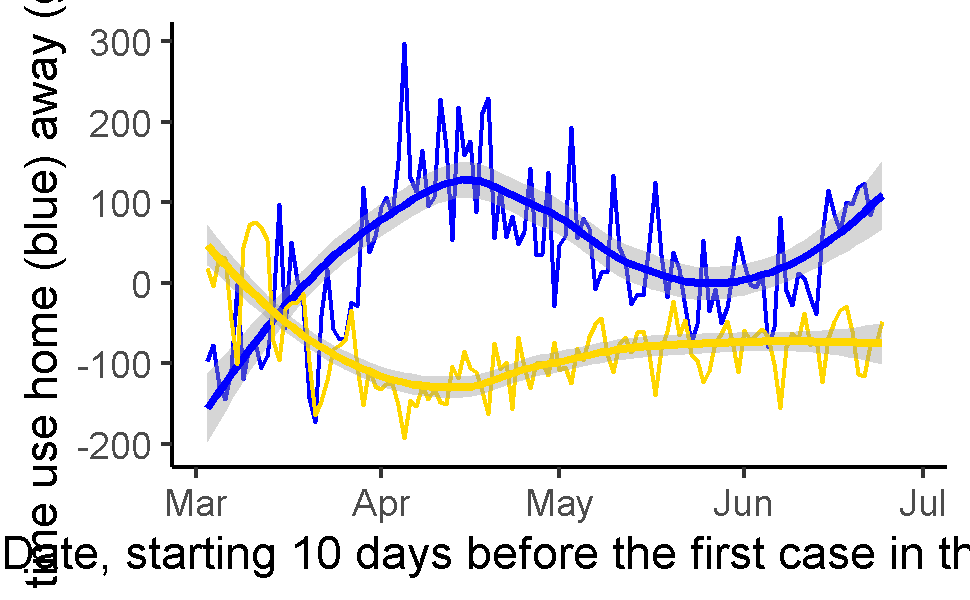 time use home (blue) away (
300
200
100
0
-100
-200
Mar Apr May Jun Jul
Date, starting 10 days before the first case in th